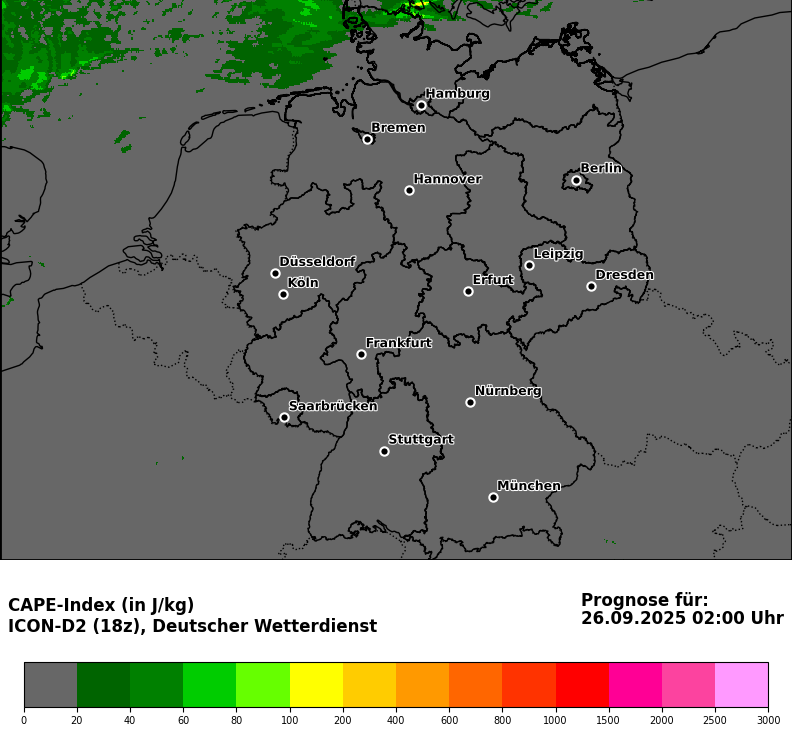 Hamburg
Bremen
Berlin
Hannover
Leipzig
Düsseldorf
Dresden
Köln
Erfurt
Frankfurt
Nürnberg
Saarbrücken
Stuttgart
München
CAPE-Index (in J/kg)
ICON-D2 (18z), Deutscher Wetterdienst
Prognose für:
26.09.2025 02:00 Uhr
0 20 40 60 80 100 200 400 600 800 1000 1500 2000 2500 3000